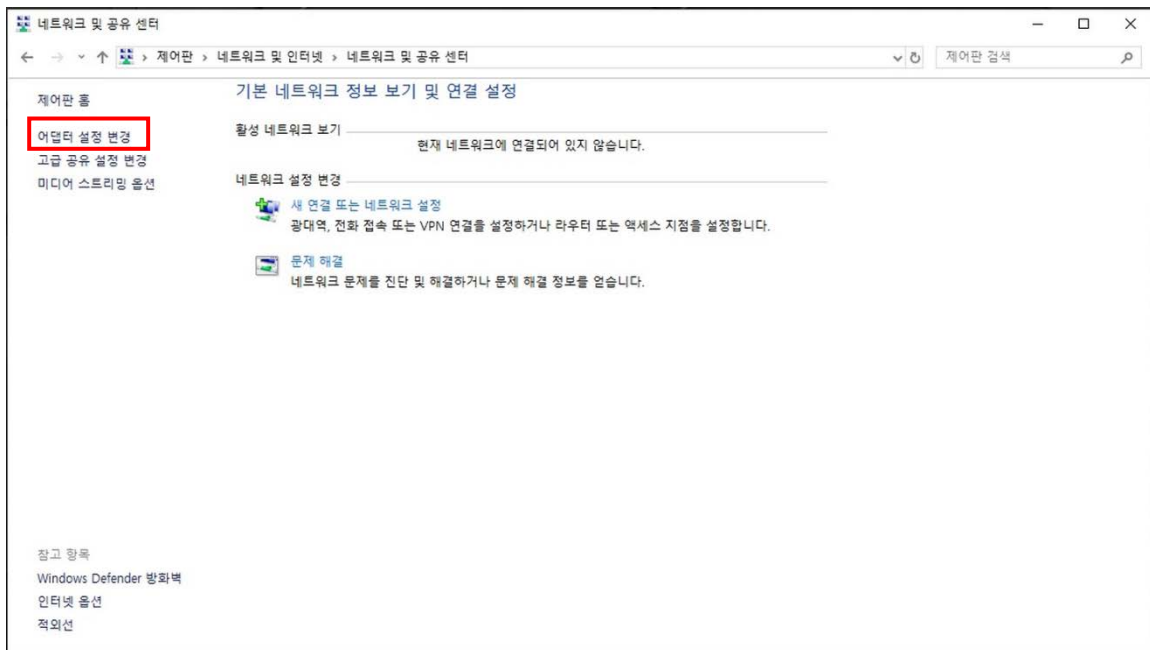 네트워크 및 공유 센터
제어판 › 네트워크 및 인터넷 › 네트워크 및 공유 센터
제어판 검색
제어판 홈
어댑터 설정 변경
고급 공유 설정 변경
미디어 스트리밍 옵션
기본 네트워크 정보 보기 및 연결 설정
활성 네트워크 보기
현재 네트워크에 연결되어 있지 않습니다.
네트워크 설정 변경
새 연결 또는 네트워크 설정
광대역, 전화 접속 또는 VPN 연결을 설정하거나 라우터 또는 액세스 지점을 설정합니다.
문제 해결
네트워크 문제를 진단 및 해결하거나 문제 해결 정보를 얻습니다.
참고 항목
Windows Defender 방화벽
인터넷 옵션
적외선